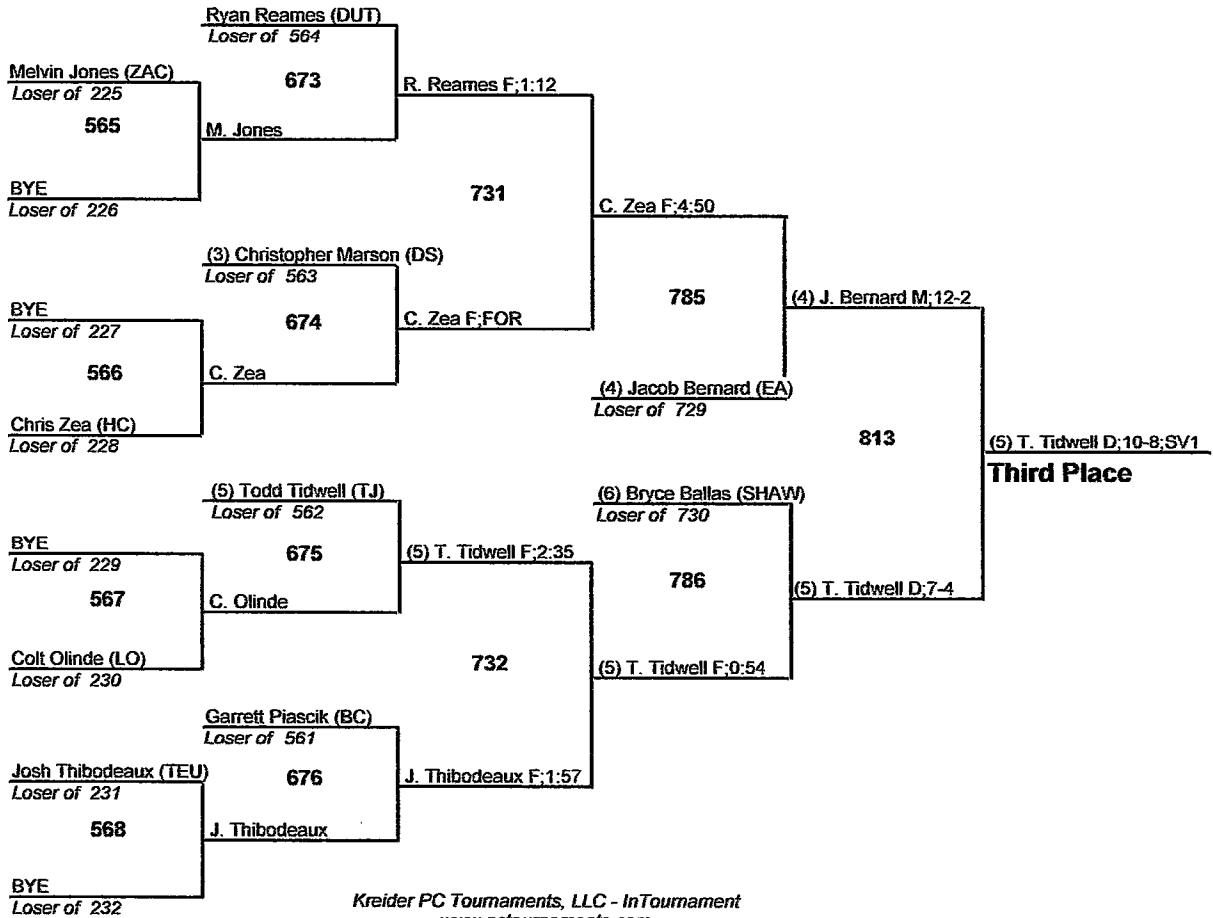 Ryan Reames (DUT)
Loser of 564
Melvin Jones (ZAC)
Loser of 225
673
R. Reames F;1:12
565
M. Jones
BYE
Loser of 226
731
C. Zea F;4:50
(3) Christopher Marson (DS)
Loser of 563
BYE
Loser of 227
674
C. Zea F;FOR
785
(4) J. Bernard M;12-2
566
C. Zea
(4) Jacob Bernard (EA)
Loser of 729
Chris Zea (HC)
Loser of 228
813
(5) T. Tidwell D;10-8;SV1
Third Place
(5) Todd Tidwell (TJ)
Loser of 562
(6) Bryce Ballas (SHAW)
Loser of 730
BYE
Loser of 229
675
(5) T. Tidwell F;2:35
567
C. Olinde
786
(5) T. Tidwell D;7-4
Colt Olinde (LO)
Loser of 230
732
(5) T. Tidwell F;0:54
Garrett Piascik (BC)
Loser of 561
Josh Thibodeaux (TEU)
Loser of 231
676
J. Thibodeaux F;1:57
568
J. Thibodeaux
BYE
Loser of 232
Kreider PC Tournaments, LLC - InTournament